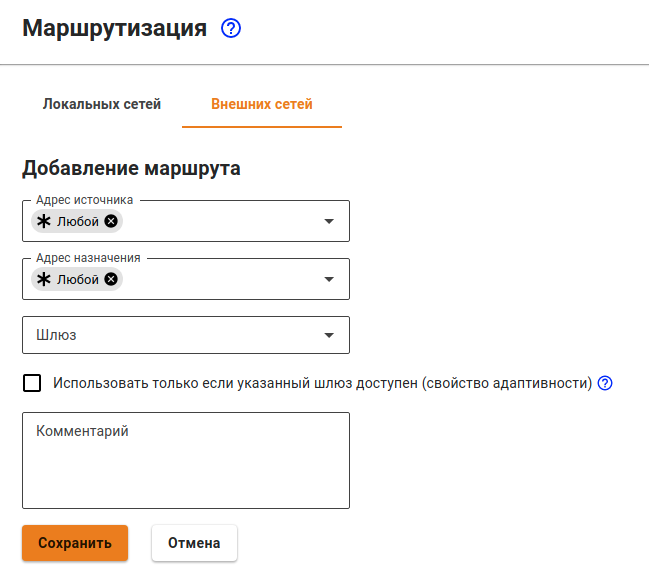 Маршрутизация
Локальных сетей Внешних сетей
Добавление маршрута
Адрес источника
Любой
Адрес назначения
Любой
Шлюз
Использовать только если указанный шлюз доступен (свойство адаптивности)
Комментарий
Сохранить Отмена